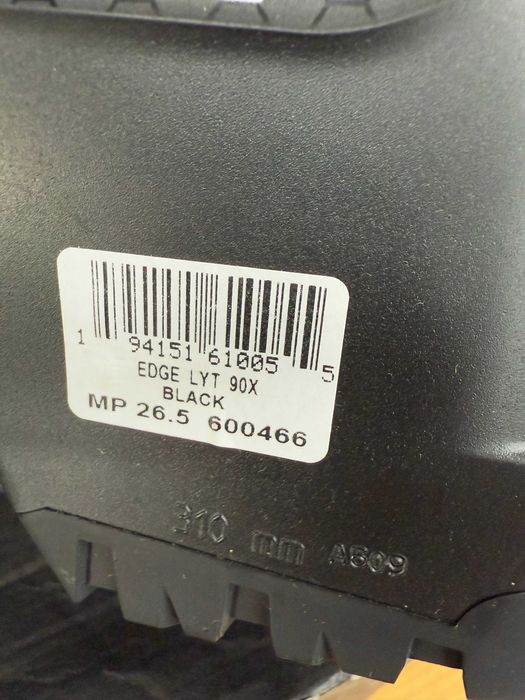 1 94151 61005 5
EDGE LYT 90X
BLACK
MP 26.5 600466
310 mm A609